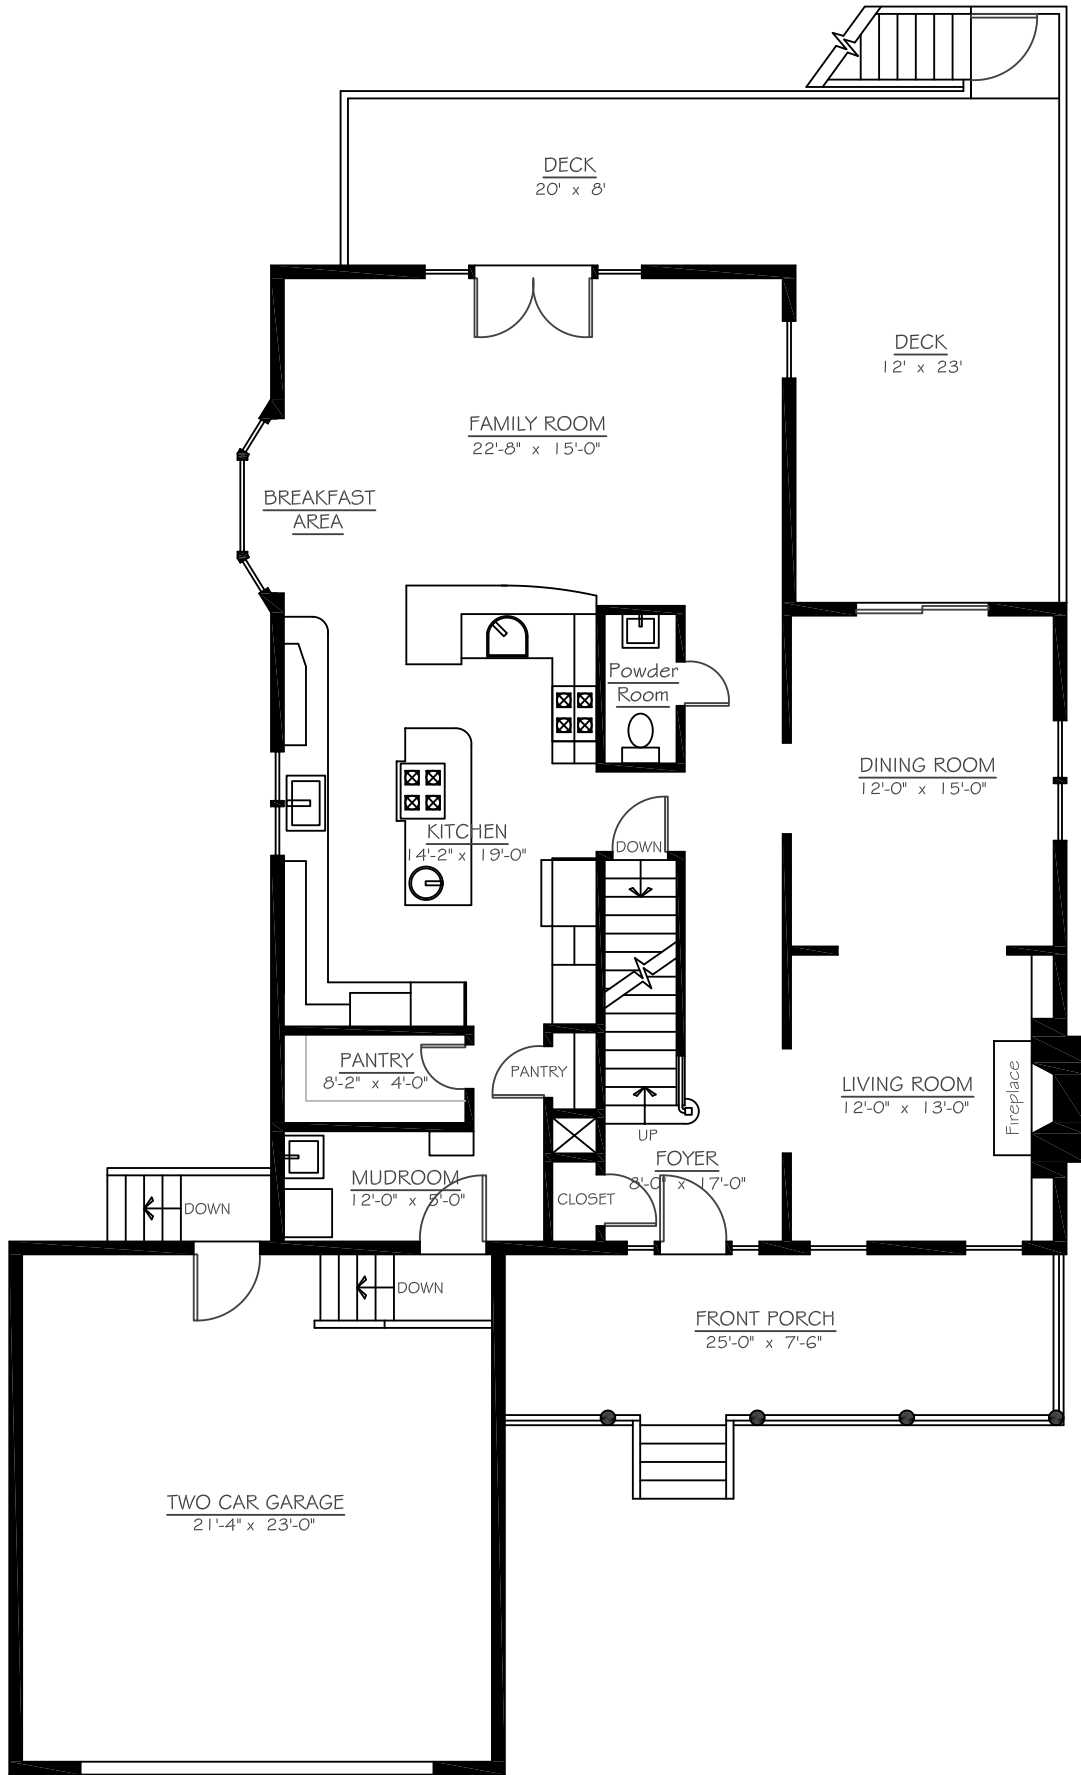 DECK
20' x 8'
DECK
12' x 23'
FAMILY ROOM
22'-8" x 15'-0"
BREAKFAST
AREA
Powder
Room
DINING ROOM
12'-0" x 15'-0"
KITCHEN
14'-2" x 19'-0"
DOWN
PANTRY
8'-2" x 4'-0"
PANTRY
LIVING ROOM
12'-0" x 13'-0"
Fireplace
UP
FOYER
8'-0" x 17'-0"
MUDROOM
12'-0" x 5'-0"
CLOSET
DOWN
DOWN
FRONT PORCH
25'-0" x 7'-6"
TWO CAR GARAGE
21'-4" x 23'-0"